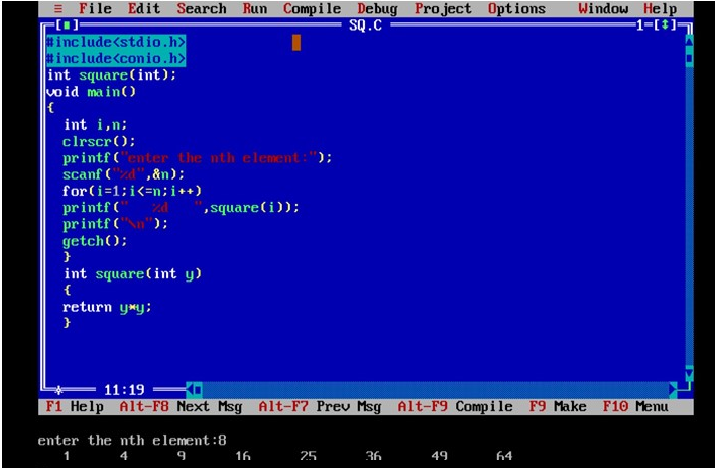 ≡ File Edit Search Run Compile Debug Project Options Window Help
[■] SQ.C 1=[↕]
#include<stdio.h>
#include<conio.h>
int square(int);
void main()
{
int i,n;
clrscr();
printf("enter the nth element:");
scanf("%d",&n);
for(i=1;i<=n;i++)
printf("   %d   ",square(i));
printf("\n");
getch();
}
int square(int y)
{
return y*y;
}
11:19
F1 Help Alt-F8 Next Msg Alt-F7 Prev Msg Alt-F9 Compile F9 Make F10 Menu
enter the nth element:8
1 4 9 16 25 36 49 64